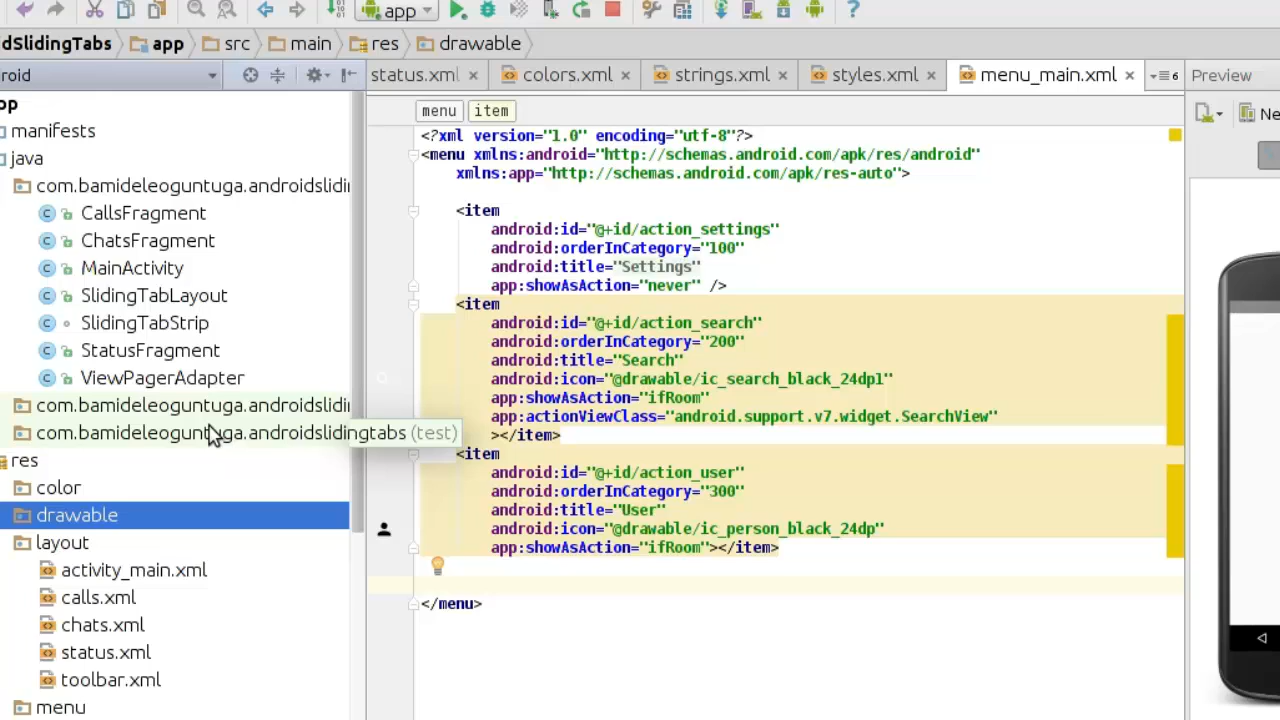 app
dSlidingTabs app src main res drawable
roid
status.xml colors.xml strings.xml styles.xml menu_main.xml 6 Preview
Ne
pp
manifests
java
com.bamideleoguntuga.androidslidin
CallsFragment
ChatsFragment
MainActivity
SlidingTabLayout
SlidingTabStrip
StatusFragment
ViewPagerAdapter
com.bamideleoguntuga.androidslidin
com.bamideleoguntuga.androidslidingtabs (test)
res
color
drawable
layout
activity_main.xml
calls.xml
chats.xml
status.xml
toolbar.xml
menu
menu item
<?xml version="1.0" encoding="utf-8"?>
<menu xmlns:android="http://schemas.android.com/apk/res/android"
xmlns:app="http://schemas.android.com/apk/res-auto">
<item
android:id="@+id/action_settings"
android:orderInCategory="100"
android:title="Settings"
app:showAsAction="never" />
<item
android:id="@+id/action_search"
android:orderInCategory="200"
android:title="Search"
android:icon="@drawable/ic_search_black_24dp1"
app:showAsAction="ifRoom"
app:actionViewClass="android.support.v7.widget.SearchView"
></item>
<item
android:id="@+id/action_user"
android:orderInCategory="300"
android:title="User"
android:icon="@drawable/ic_person_black_24dp"
app:showAsAction="ifRoom"></item>
</menu>